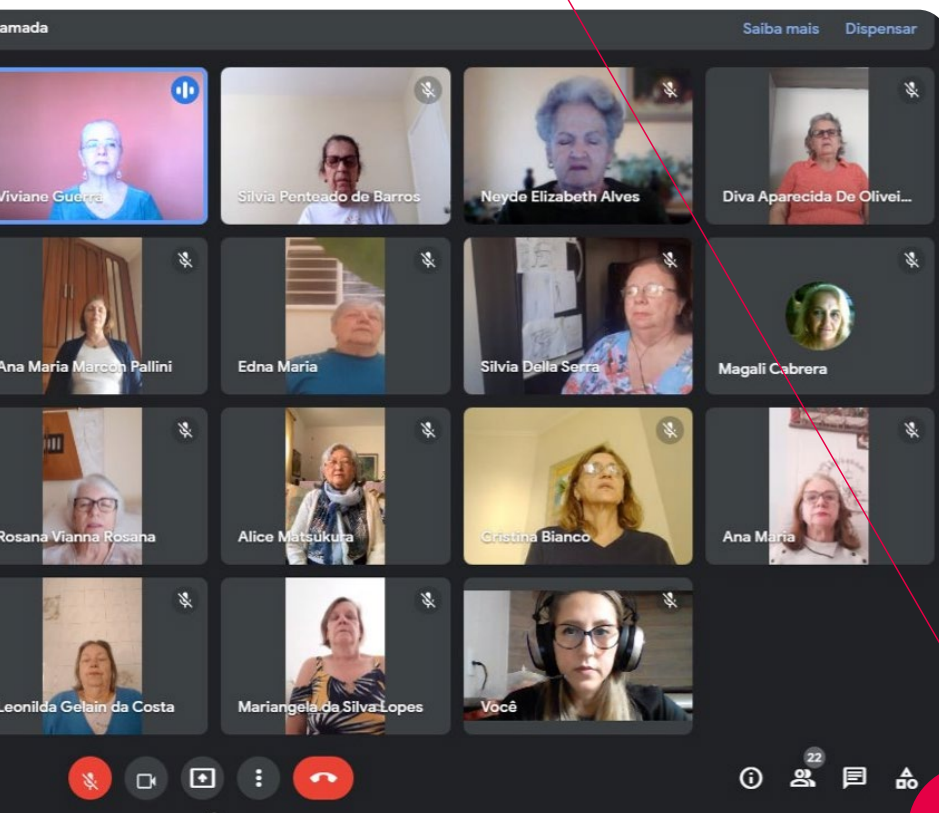 amada
Saiba mais Dispensar
Viviane Guerra
Silvia Penteado de Barros
Neyde Elizabeth Alves
Diva Aparecida De Olivei...
Ana Maria Marcon Pallini
Edna Maria
Silvia Della Serra
Magali Cabrera
Rosana Vianna Rosana
Alice Matsukura
Cristina Bianco
Ana Maria
Leonilda Gelain da Costa
Mariangela da Silva Lopes
Você
22